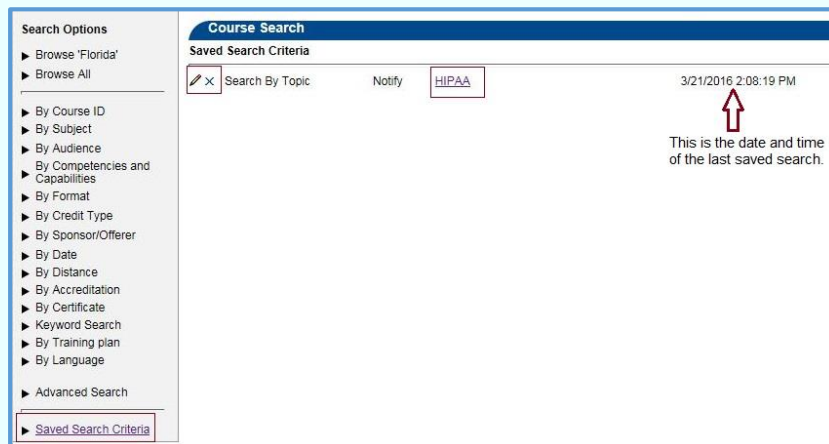 Search Options
Browse 'Florida'
Browse All
By Course ID
By Subject
By Audience
By Competencies and
Capabilities
By Format
By Credit Type
By Sponsor/Offerer
By Date
By Distance
By Accreditation
By Certificate
Keyword Search
By Training plan
By Language
Advanced Search
Saved Search Criteria
Course Search
Saved Search Criteria
Search By Topic Notify HIPAA 3/21/2016 2:08:19 PM
This is the date and time
of the last saved search.